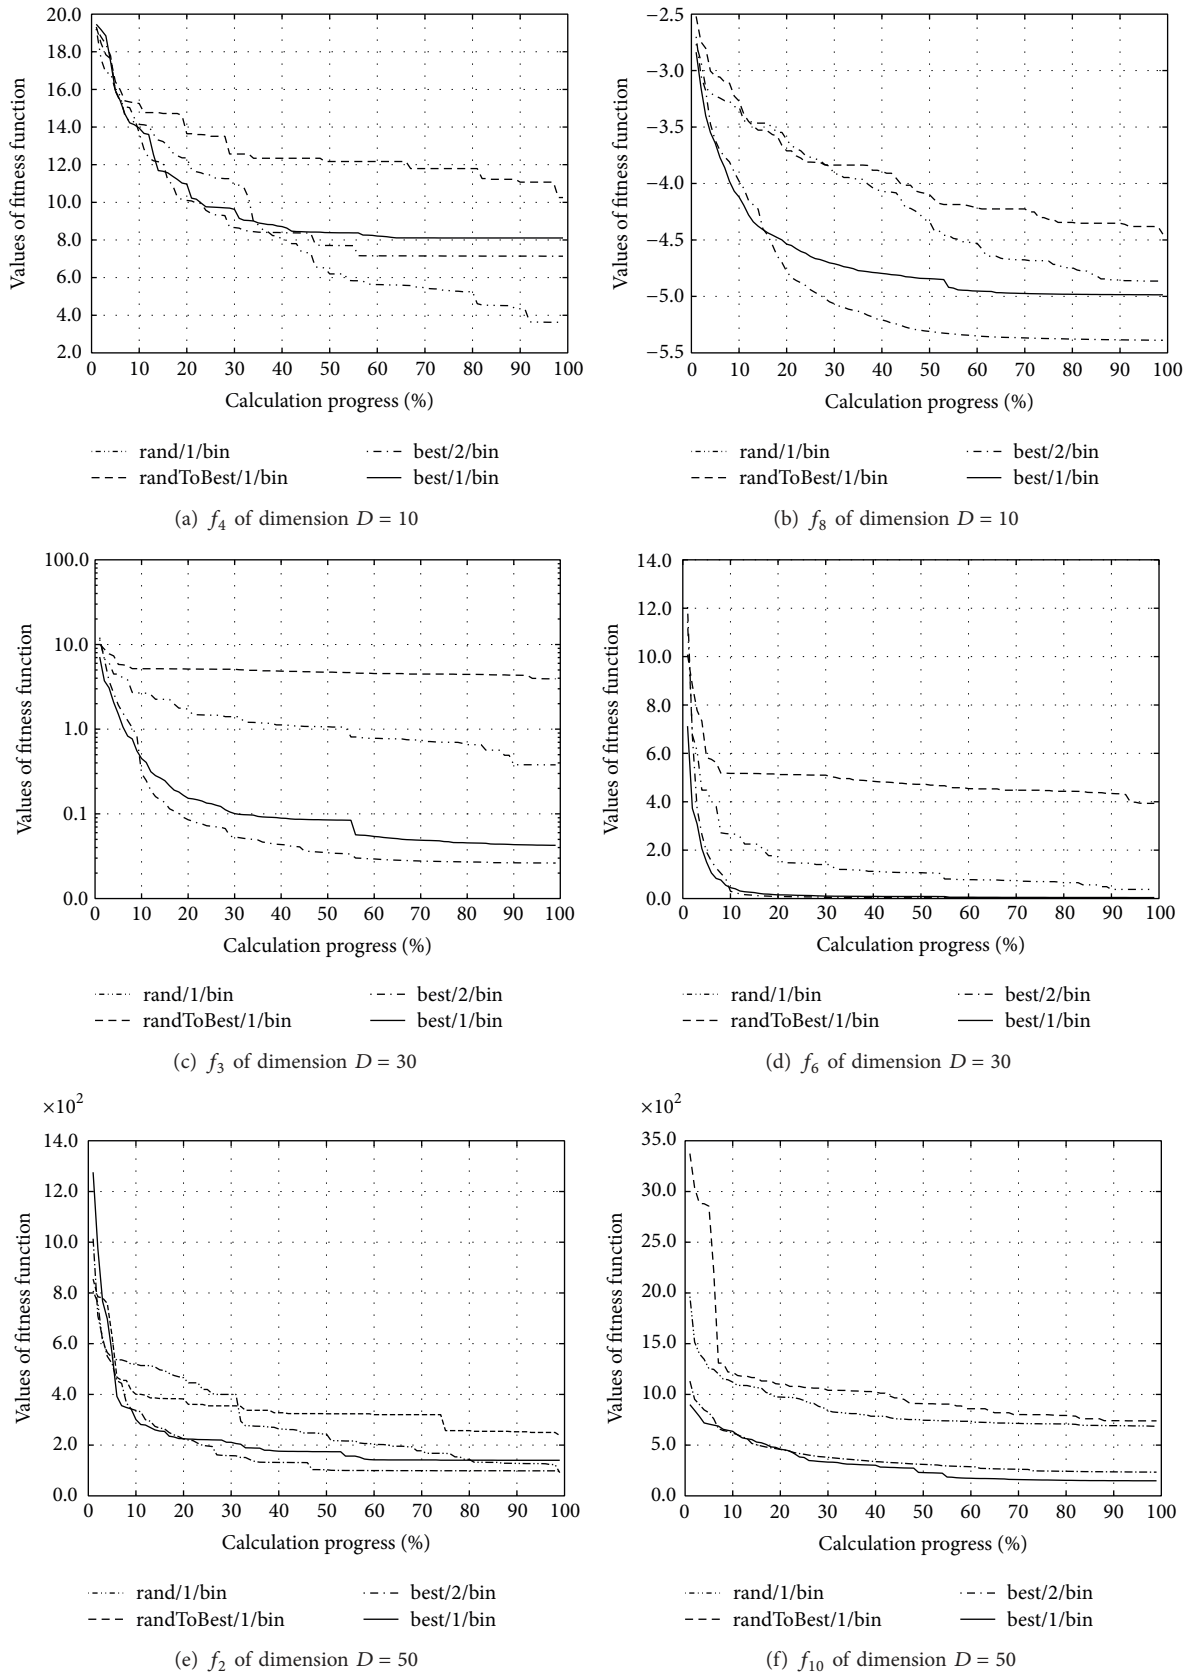 20.0
18.0
16.0
14.0
12.0
10.0
8.0
6.0
4.0
2.0
0 10 20 30 40 50 60 70 80 90 100
Values of fitness function
Calculation progress (%)
rand/1/bin
randToBest/1/bin
best/2/bin
best/1/bin
(a) f4 of dimension D = 10
−2.5
−3.0
−3.5
−4.0
−4.5
−5.0
−5.5
0 10 20 30 40 50 60 70 80 90 100
Values of fitness function
Calculation progress (%)
rand/1/bin
randToBest/1/bin
best/2/bin
best/1/bin
(b) f8 of dimension D = 10
100.0
10.0
1.0
0.1
0.0
0 10 20 30 40 50 60 70 80 90 100
Values of fitness function
Calculation progress (%)
rand/1/bin
randToBest/1/bin
best/2/bin
best/1/bin
(c) f3 of dimension D = 30
14.0
12.0
10.0
8.0
6.0
4.0
2.0
0.0
0 10 20 30 40 50 60 70 80 90 100
Values of fitness function
Calculation progress (%)
rand/1/bin
randToBest/1/bin
best/2/bin
best/1/bin
(d) f6 of dimension D = 30
×10²
14.0
12.0
10.0
8.0
6.0
4.0
2.0
0.0
0 10 20 30 40 50 60 70 80 90 100
Values of fitness function
Calculation progress (%)
rand/1/bin
randToBest/1/bin
best/2/bin
best/1/bin
(e) f2 of dimension D = 50
×10²
35.0
30.0
25.0
20.0
15.0
10.0
5.0
0.0
0 10 20 30 40 50 60 70 80 90 100
Values of fitness function
Calculation progress (%)
rand/1/bin
randToBest/1/bin
best/2/bin
best/1/bin
(f) f10 of dimension D = 50